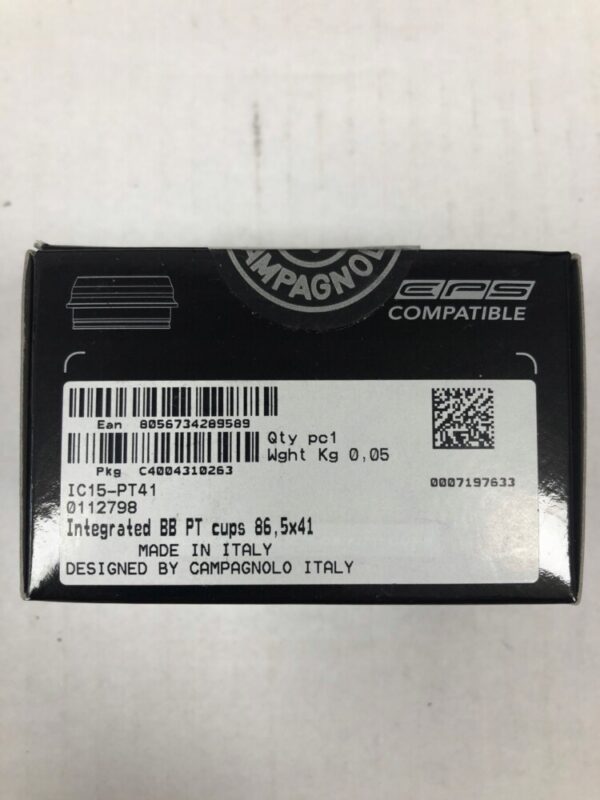 CAMPAGNOLO
EPS
COMPATIBLE
Ean 8056734289589
Pkg C4004310263
Qty pc1
Wght Kg 0,05
0007197633
IC15-PT41
0112798
Integrated BB PT cups 86,5x41
MADE IN ITALY
DESIGNED BY CAMPAGNOLO ITALY